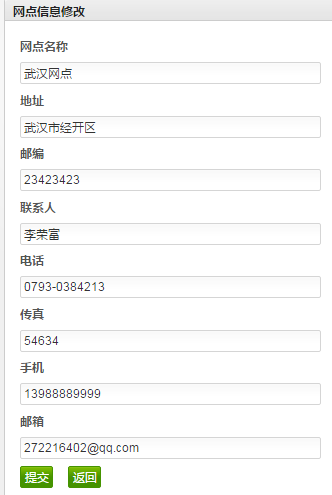 网点信息修改
网点名称
武汉网点
地址
武汉市经开区
邮编
23423423
联系人
李荣富
电话
0793-0384213
传真
54634
手机
13988889999
邮箱
272216402@qq.com
提交 返回